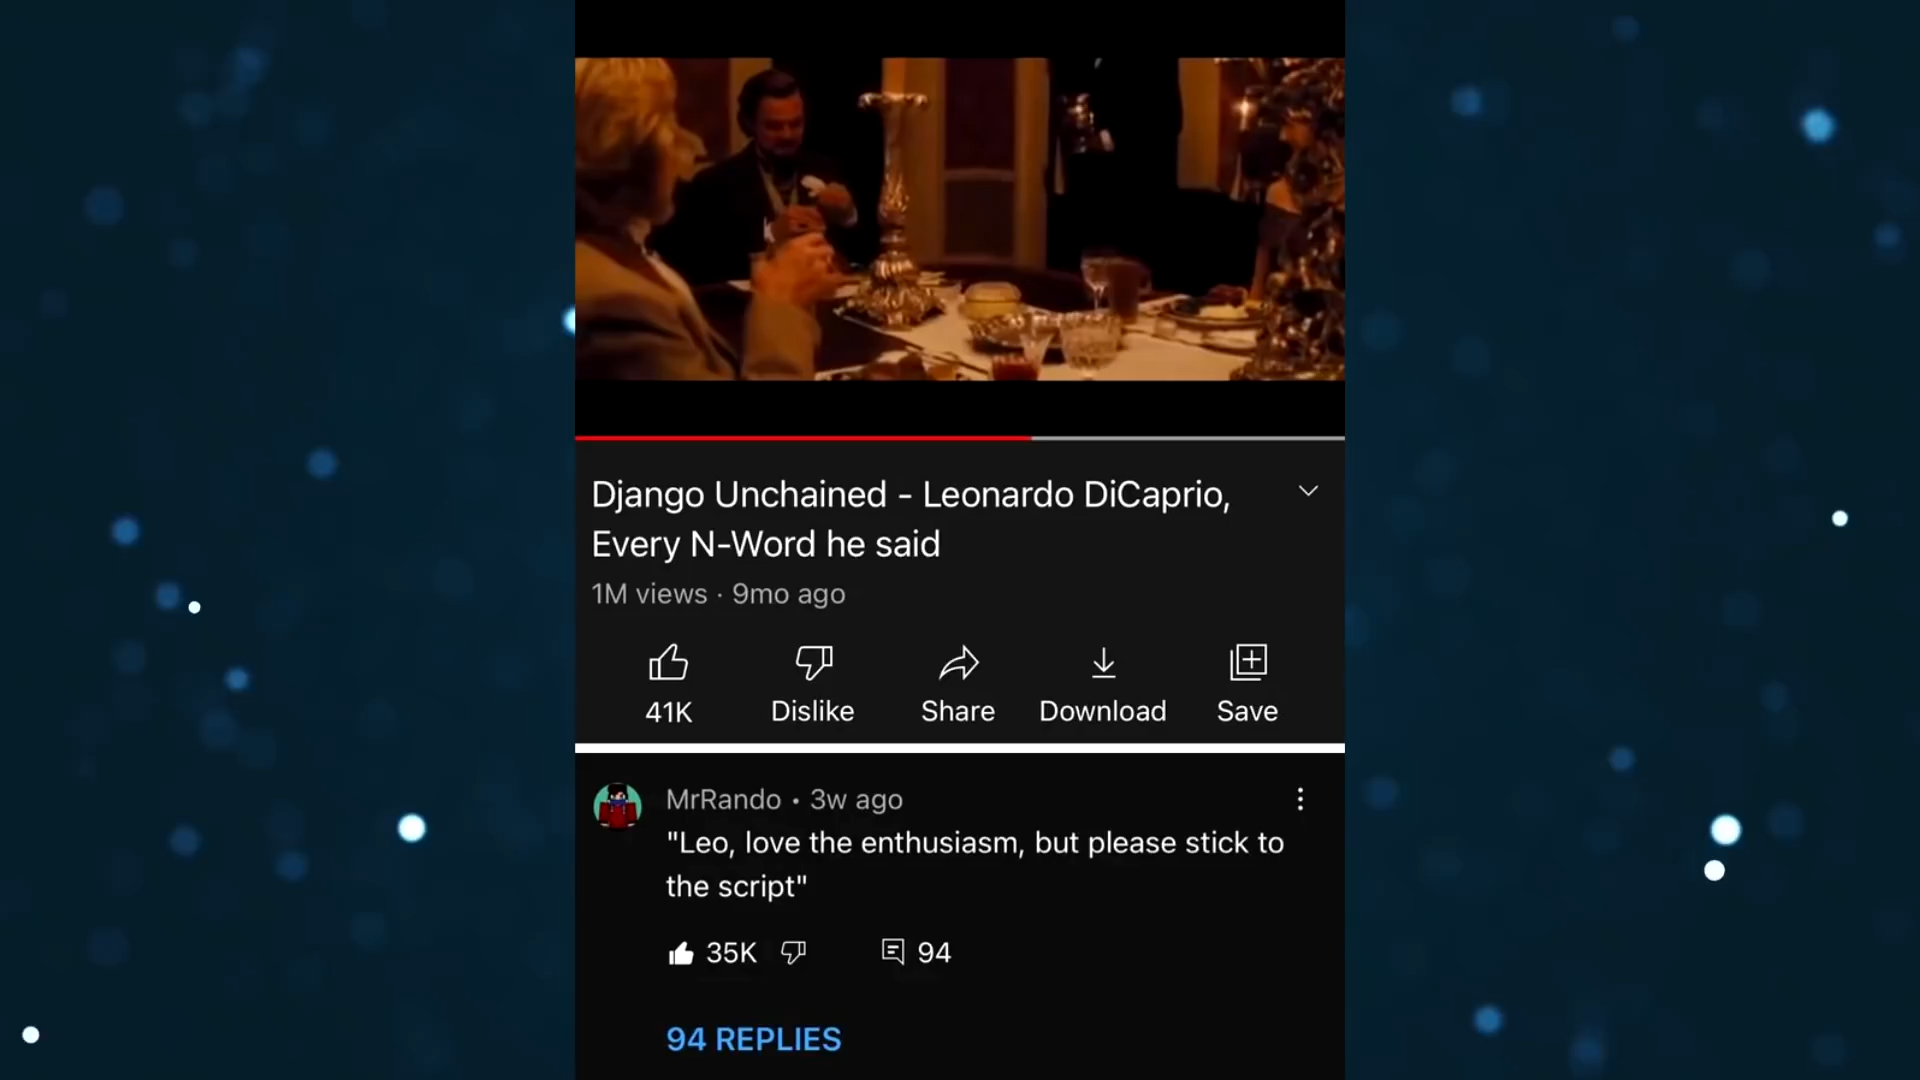 Django Unchained - Leonardo DiCaprio,
Every N-Word he said
1M views · 9mo ago
41K
Dislike
Share
Download
Save
MrRando • 3w ago
"Leo, love the enthusiasm, but please stick to
the script"
35K
94
94 REPLIES